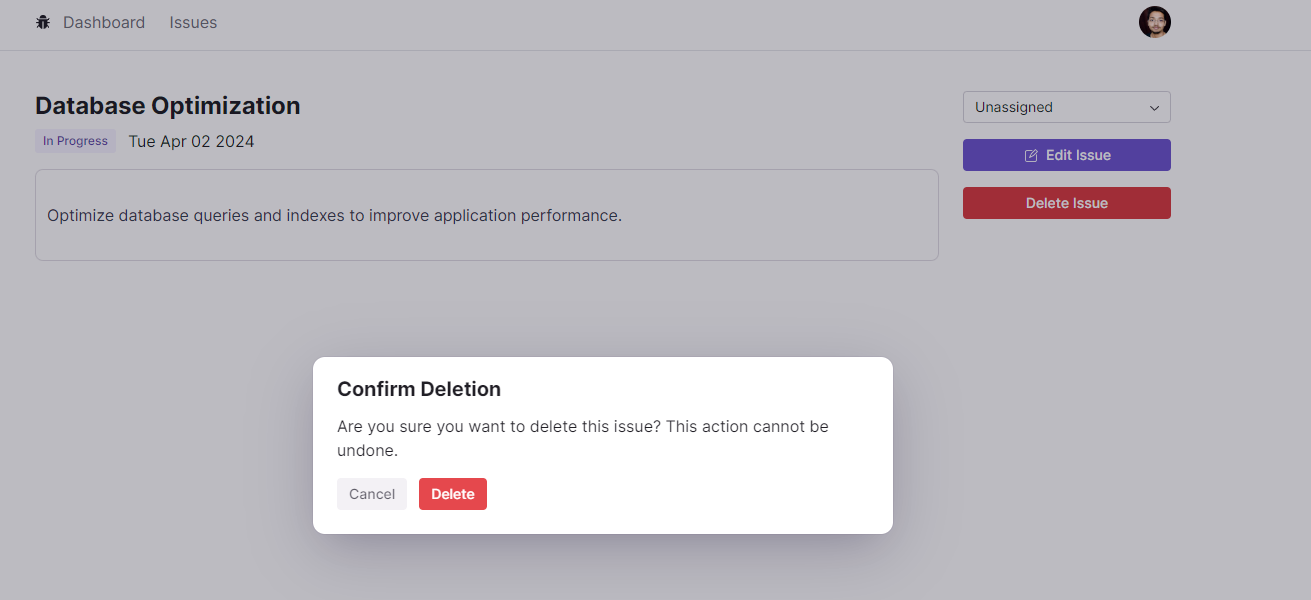 Dashboard Issues
Database Optimization
In Progress Tue Apr 02 2024
Optimize database queries and indexes to improve application performance.
Unassigned
Edit Issue
Delete Issue
Confirm Deletion
Are you sure you want to delete this issue? This action cannot be
undone.
Cancel Delete